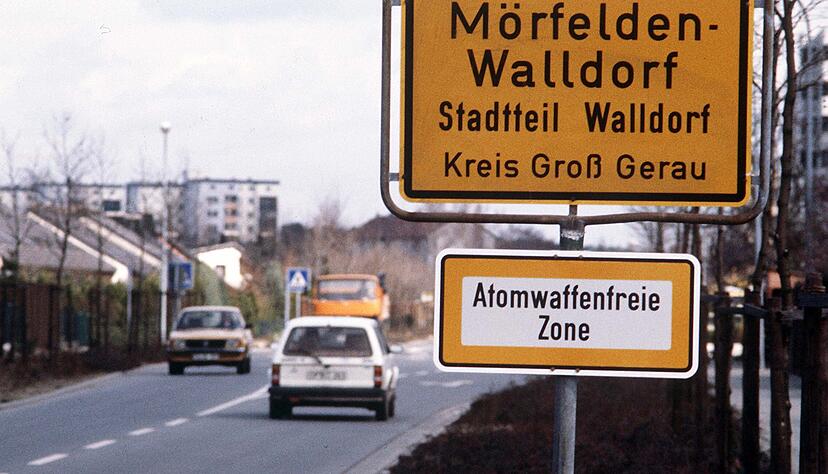 Mörfelden-
Walldorf
Stadtteil Walldorf
Kreis Groß Gerau
Atomwaffenfreie
Zone